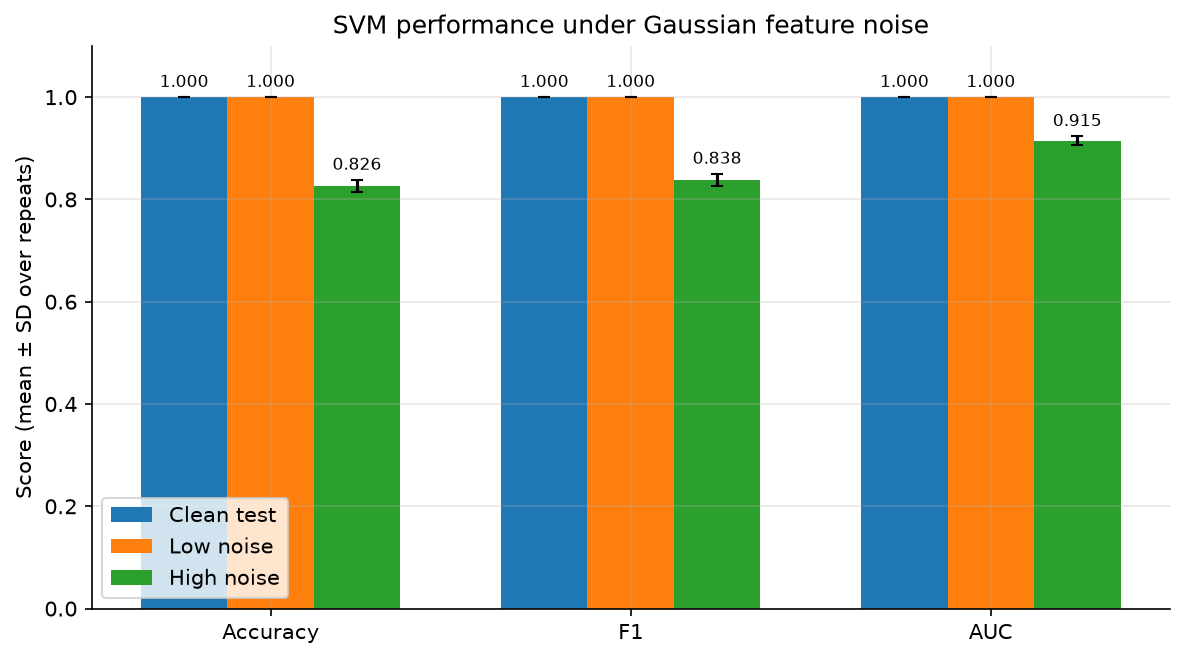 SVM performance under Gaussian feature noise
Score (mean ± SD over repeats)
1.0
0.8
0.6
0.4
0.2
0.0
1.000
1.000
0.826
1.000
1.000
0.838
1.000
1.000
0.915
Clean test
Low noise
High noise
Accuracy
F1
AUC